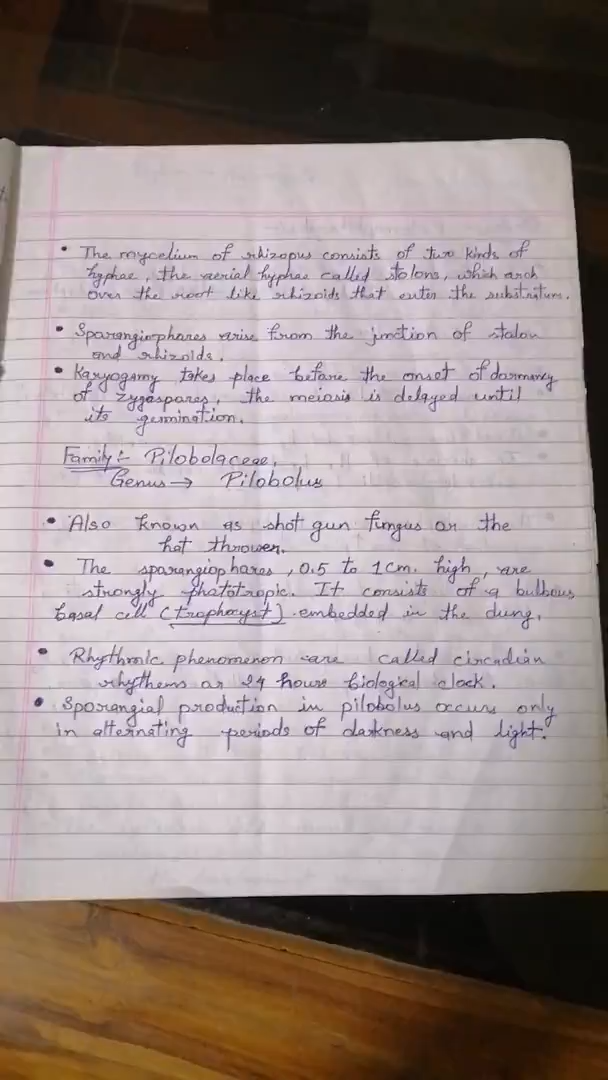 • The mycelium of rhizopus consists of two kinds of
hyphae, the aerial hyphae called stolons, which arch
over the root like rhizoids that enter the substratum.
• Sporangiophores arise from the junction of stolon
and rhizoids.
• Karyogamy takes place before the onset of dormancy
of zygospores, the meiosis is delayed until
its germination.
Family :- Pilobolaceae.
Genus → Pilobolus
• Also known as shot gun fungus or the
hat thrower.
• The sporangiophores, 0.5 to 1cm. high, are
strongly phototropic. It consists of a bulbous
basal cell (trophocyst) embedded in the dung.
• Rhythmic phenomenon are called circadian
rhythems or 24 hours biological clock.
• Sporangial production in pilobolus occurs only
in alternating periods of darkness and light.